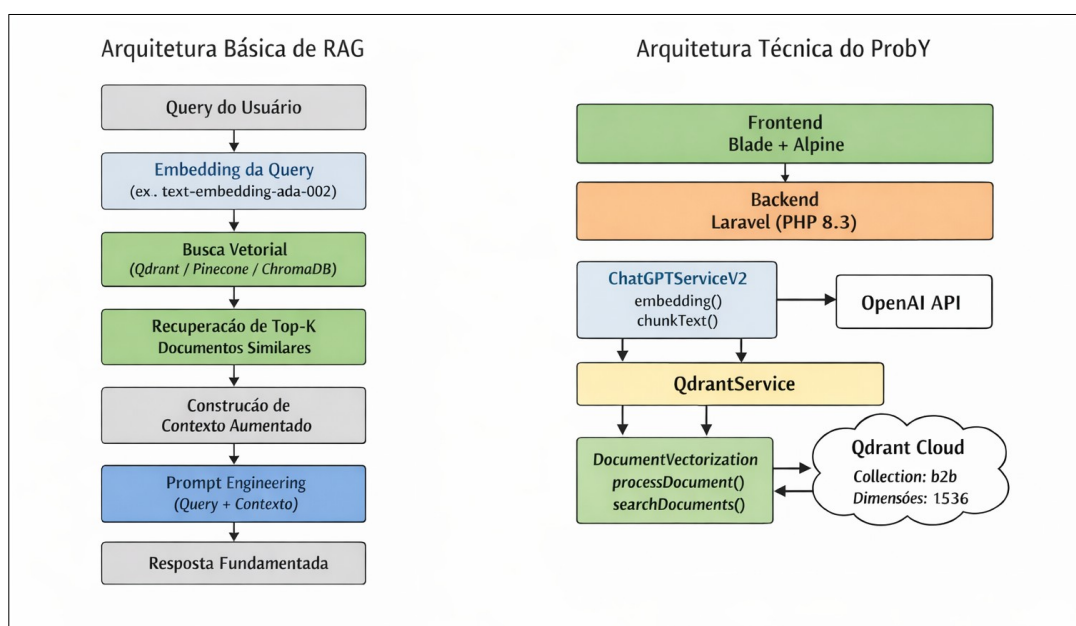 Arquitetura Básica de RAG
Query do Usuário
Embedding da Query
(ex. text-embedding-ada-002)
Busca Vetorial
(Qdrant / Pinecone / ChromaDB)
Recuperacáo de Top-K
Documentos Similares
Construcáo de
Contexto Aumentado
Prompt Engineering
(Query + Contexto)
Resposta Fundamentada
Arquitetura Técnica do ProbY
Frontend
Blade + Alpine
Backend
Laravel (PHP 8.3)
ChatGPTServiceV2
embedding()
chunkText()
OpenAI API
QdrantService
DocumentVectorization
processDocument()
searchDocuments()
Qdrant Cloud
Collection: b2b
Dimensóes: 1536